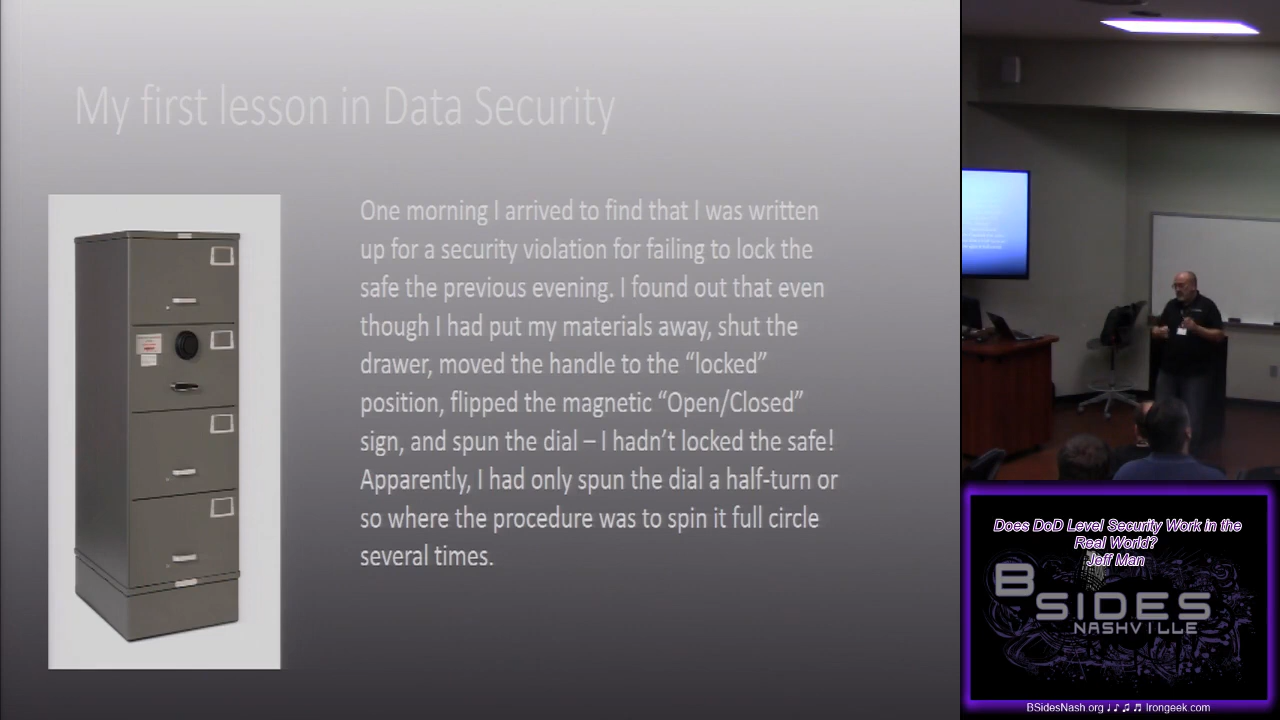 My first lesson in Data Security
One morning I arrived to find that I was written
up for a security violation for failing to lock the
safe the previous evening. I found out that even
though I had put my materials away, shut the
drawer, moved the handle to the “locked”
position, flipped the magnetic “Open/Closed”
sign, and spun the dial – I hadn’t locked the safe!
Apparently, I had only spun the dial a half-turn or
so where the procedure was to spin it full circle
several times.
Does DoD Level Security Work in the
Real World?
Jeff Man
BSIDES
NASHVILLE
BSidesNash.org ♩ ♪ ♫ ♬ Irongeek.com